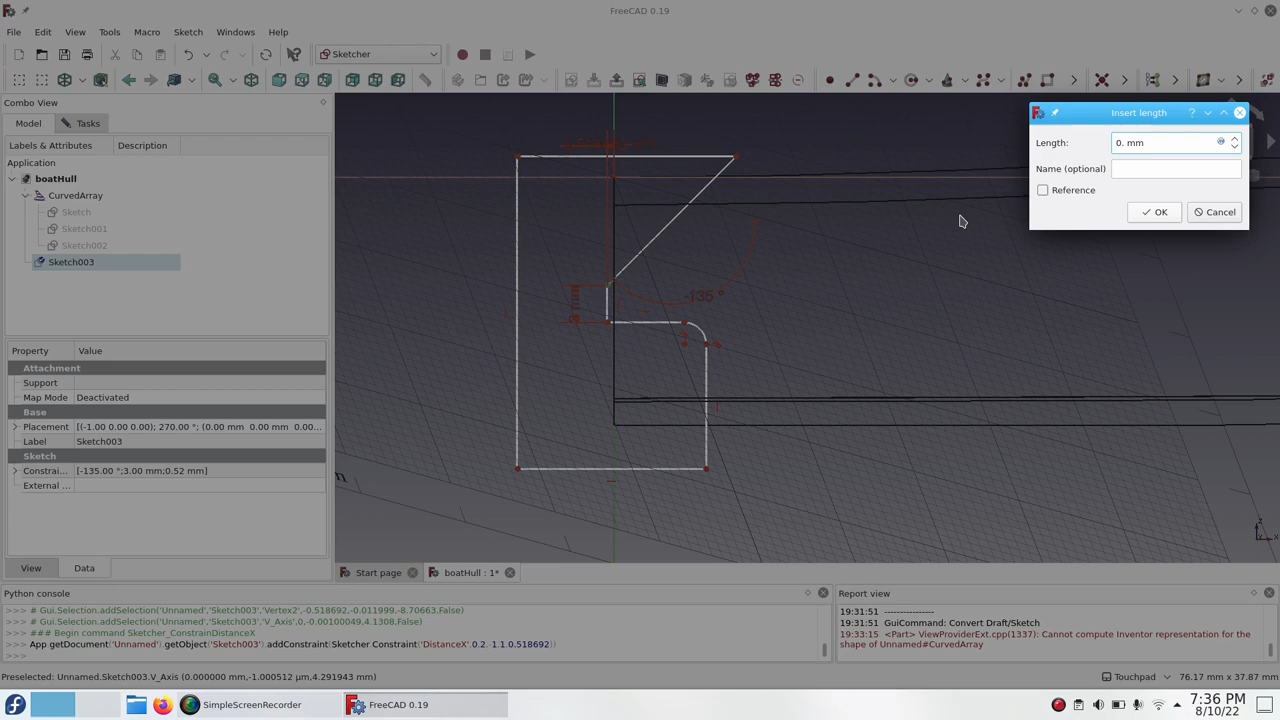 FreeCAD 0.19
File Edit View Tools Macro Sketch Windows Help
Sketcher
Combo View
Model Tasks
Labels & Attributes Description
Application
boatHull
CurvedArray
Sketch
Sketch001
Sketch002
Sketch003
Property Value
Attachment
Support
Map Mode Deactivated
Base
Placement [(-1.00 0.00 0.00); 270.00 °; (0.00 mm 0.00 mm 0.00...
Label Sketch003
Sketch
Constrai... [-135.00 °;3.00 mm;0.52 mm]
External ...
View Data
-135 °
3 mm
Insert length
Length: 0. mm
Name (optional)
Reference
OK Cancel
Start page boatHull : 1*
Python console
>>> # Gui.Selection.addSelection('Unnamed','Sketch003','Vertex2',-0.518692,-0.011999,-8.70663,False)
>>> # Gui.Selection.addSelection('Unnamed','Sketch003','V_Axis',0,-0.00100049,4.1308,False)
>>> ### Begin command Sketcher_ConstrainDistanceX
>>> App.getDocument('Unnamed').getObject('Sketch003').addConstraint(Sketcher.Constraint('DistanceX',0,2,-1,1,0.518692))
>>>
Report view
19:31:51 ----------------
19:31:51 GuiCommand: Convert Draft/Sketch
19:33:15 <Part> ViewProviderExt.cpp(1337): Cannot compute Inventor representation for the
shape of Unnamed#CurvedArray
Preselected: Unnamed.Sketch003.V_Axis (0.000000 mm,-1.000512 µm,4.291943 mm)
Touchpad 76.17 mm x 37.87 mm
SimpleScreenRecorder
FreeCAD 0.19
7:36 PM
8/10/22